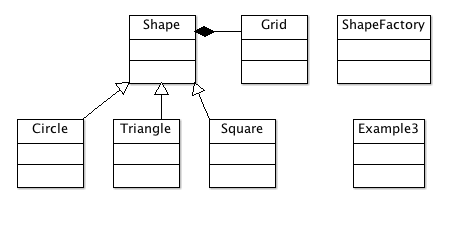 Shape
Grid
ShapeFactory
Circle
Triangle
Square
Example3